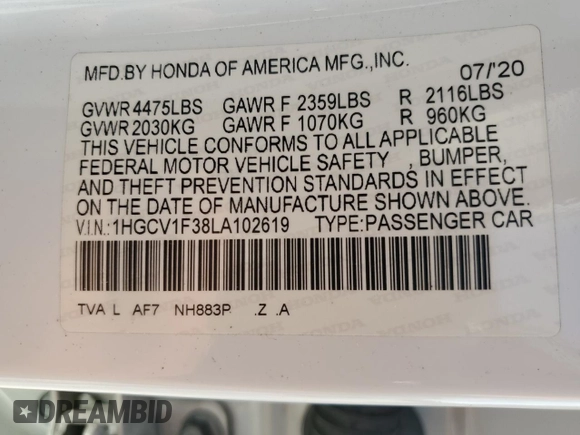 MFD.BY HONDA OF AMERICA MFG.,INC. 07/'20
GVWR 4475LBS GAWR F 2359LBS R 2116LBS
GVWR 2030KG GAWR F 1070KG R 960KG
THIS VEHICLE CONFORMS TO ALL APPLICABLE
FEDERAL MOTOR VEHICLE SAFETY , BUMPER,
AND THEFT PREVENTION STANDARDS IN EFFECT
ON THE DATE OF MANUFACTURE SHOWN ABOVE.
V.I.N.:1HGCV1F38LA102619 TYPE:PASSENGER CAR
TVA L AF7 NH883P .Z .A
DREAMBID